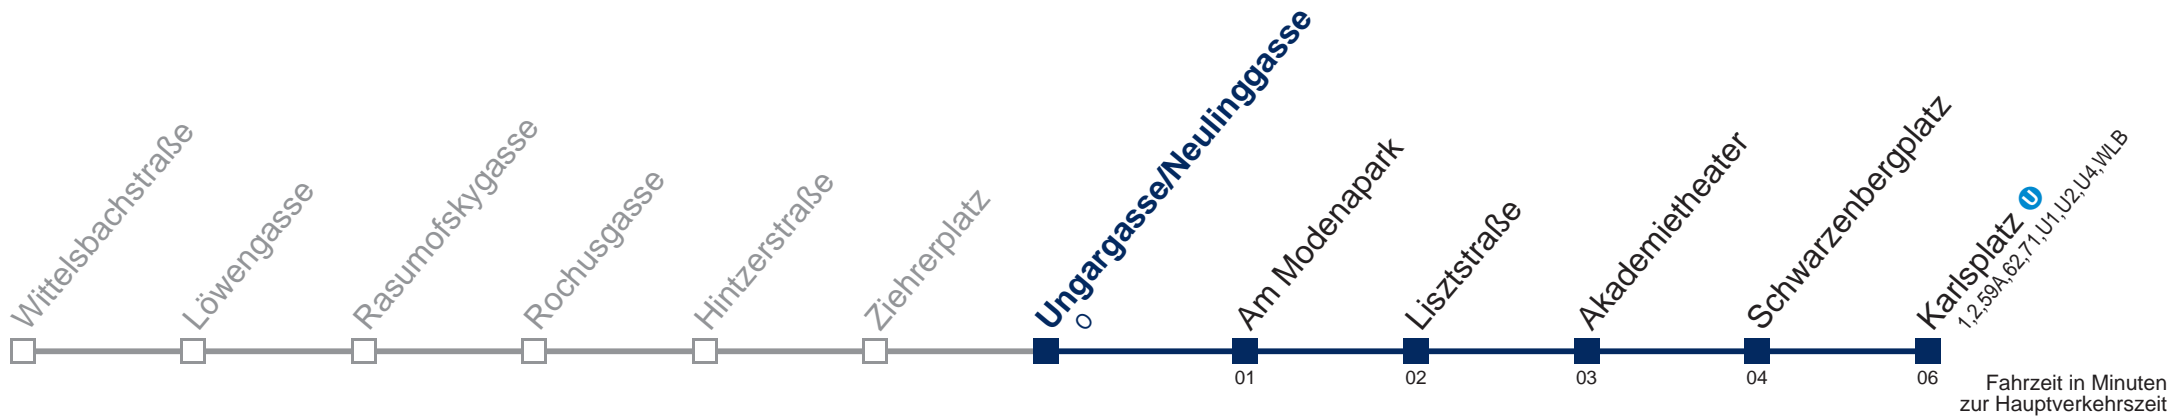 Wittelsbachstraße
Löwengasse
Rasumofskygasse
Rochusgasse
Hintzerstraße
Ziehrerplatz
Ungargasse/Neulinggasse
O
Am Modenapark
Lisztstraße
Akademietheater
Schwarzenbergplatz
Karlsplatz U
1,2,59A,62,71,U1,U2,U4,WLB
01
02
03
04
06
Fahrzeit in Minuten
zur Hauptverkehrszeit